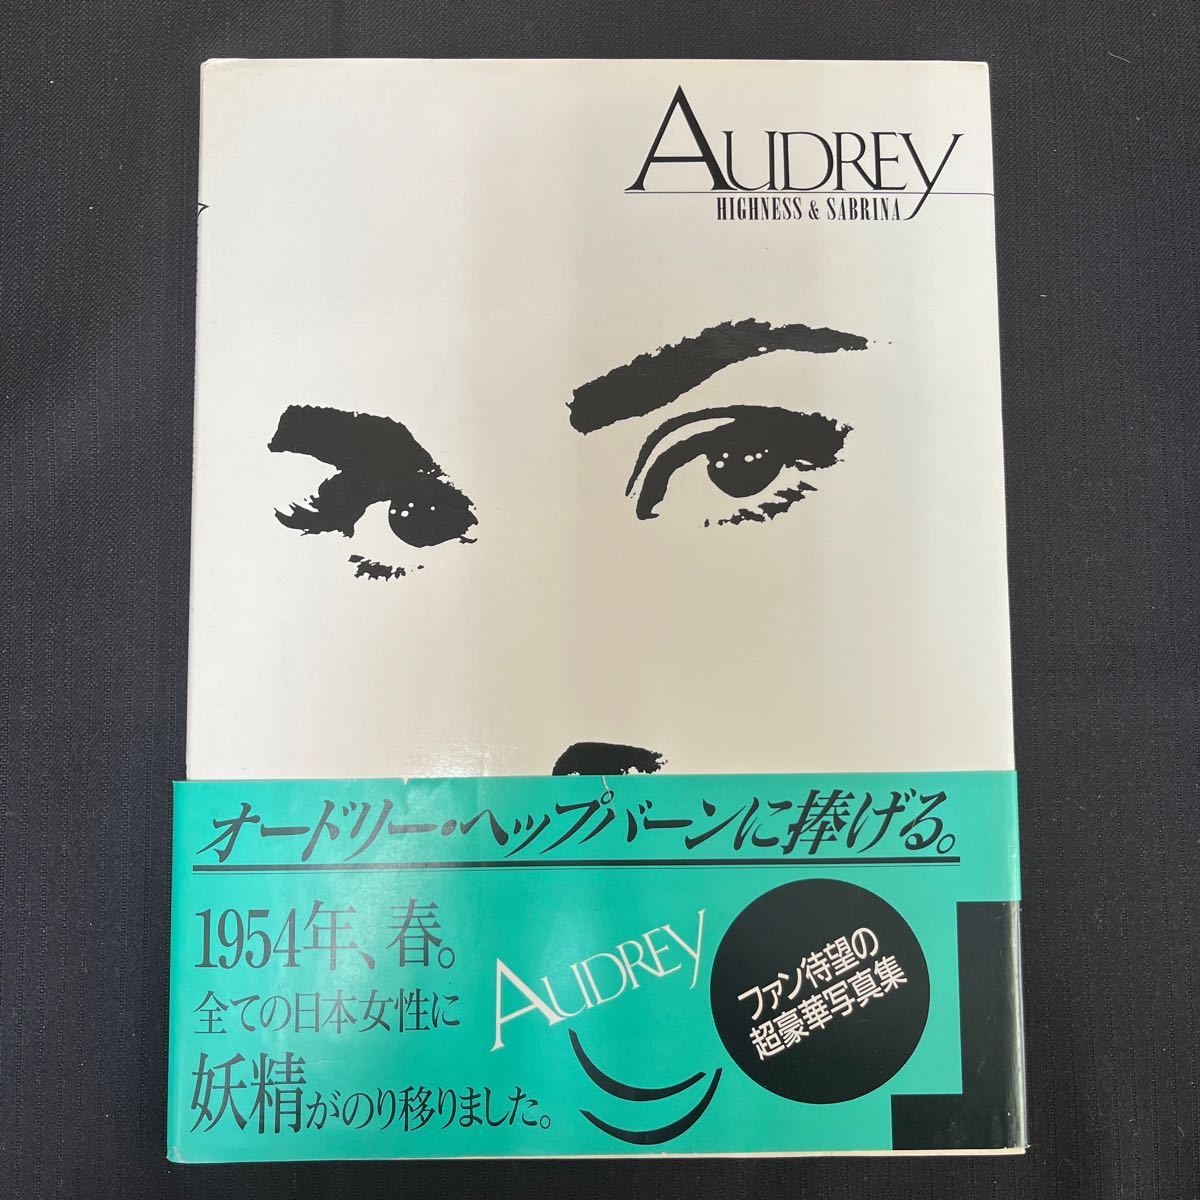 AUDREY
HIGHNESS & SABRINA
オードリー・ヘップバーンに捧げる。
1954年、春。
全ての日本女性に
妖精がのり移りました。
AUDREY
ファン待望の
超豪華写真集